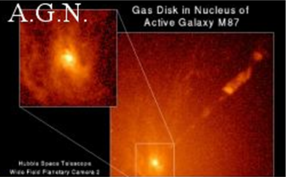 A.G.N.
Gas Disk in Nucleus of
Active Galaxy M87
Hubble Space Telescope
Wide-Field Planetary Camera 2